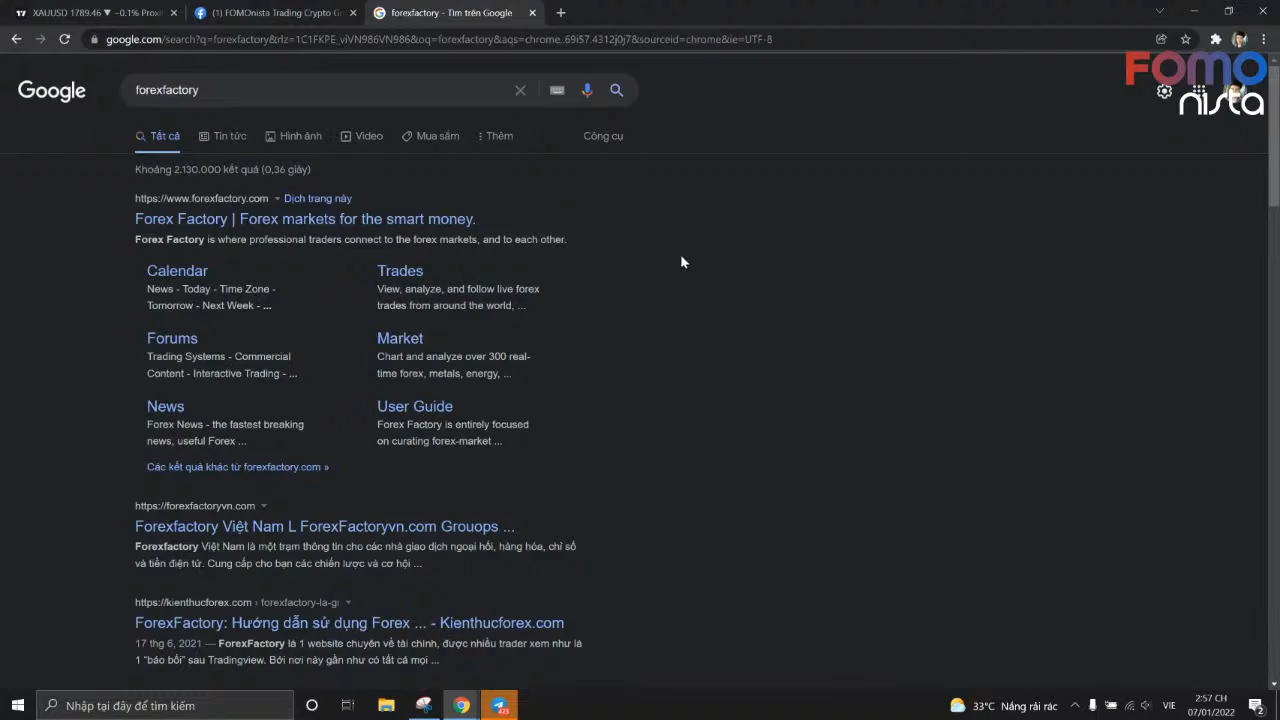 XAUUSD 1789.46 ▼ −0.1% Proxim
(1) FOMOnista Trading Crypto G
forexfactory - Tìm trên Google
google.com/search?q=forexfactory&rlz=1C1FKPE_viVN986VN986&oq=forexfactory&aqs=chrome..69i57.4312j0j7&sourceid=chrome&ie=UTF-8
FOMO
nista
Google
forexfactory
Tất cả
Tin tức
Hình ảnh
Video
Mua sắm
Thêm
Công cụ
Khoảng 2.130.000 kết quả (0,36 giây)
https://www.forexfactory.com
Dịch trang này
Forex Factory | Forex markets for the smart money.
Forex Factory is where professional traders connect to the forex markets, and to each other.
Calendar
News - Today - Time Zone -
Tomorrow - Next Week - ...
Trades
View, analyze, and follow live forex
trades from around the world, ...
Forums
Trading Systems - Commercial
Content - Interactive Trading - ...
Market
Chart and analyze over 300 real-
time forex, metals, energy, ...
News
Forex News - the fastest breaking
news, useful Forex ...
User Guide
Forex Factory is entirely focused
on curating forex-market ...
Các kết quả khác từ forexfactory.com »
https://forexfactoryvn.com
Forexfactory Việt Nam L ForexFactoryvn.com Grouops ...
Forexfactory Việt Nam là một trạm thông tin cho các nhà giao dịch ngoại hối, hàng hóa, chỉ số
và tiền điện tử. Cung cấp cho bạn các chiến lược và cơ hội ...
https://kienthucforex.com › forexfactory-la-gi
ForexFactory: Hướng dẫn sử dụng Forex ... - Kienthucforex.com
17 thg 6, 2021 — ForexFactory là 1 website chuyên về tài chính, được nhiều trader xem như là
1 "báo bối" sau Tradingview. Bới nơi này gần như có tất cả mọi ...
Nhập tại đây để tìm kiếm
423
33°C Nắng rải rác
VIE
2:57 CH
07/01/2022
2